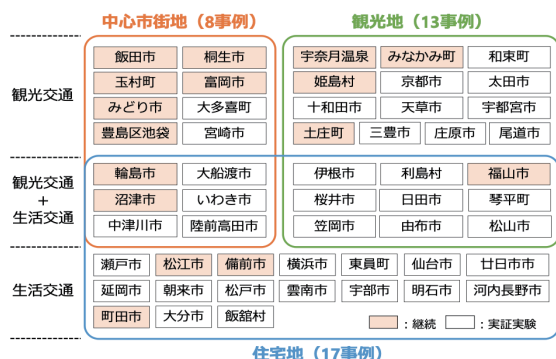 中心市街地（8事例）
観光地（13事例）
観光交通
飯田市 桐生市
玉村町 富岡市
みどり市 大多喜町
豊島区池袋 宮崎市
宇奈月温泉 みなかみ町 和束町
姫島村 京都市 太田市
十和田市 天草市 宇都宮市
土庄町 三豊市 庄原市 尾道市
観光交通
+
生活交通
輪島市 大船渡市
沼津市 いわき市
中津川市 陸前高田市
伊根市 利島村 福山市
桜井市 日田市 琴平町
笠岡市 由布市 松山市
生活交通
瀬戸市 松江市 備前市 横浜市 東員町 仙台市 廿日市市
延岡市 朝来市 松戸市 雲南市 宇部市 明石市 河内長野市
町田市 大分市 飯舘村
：継続 ：実証実験
住宅地（17事例）